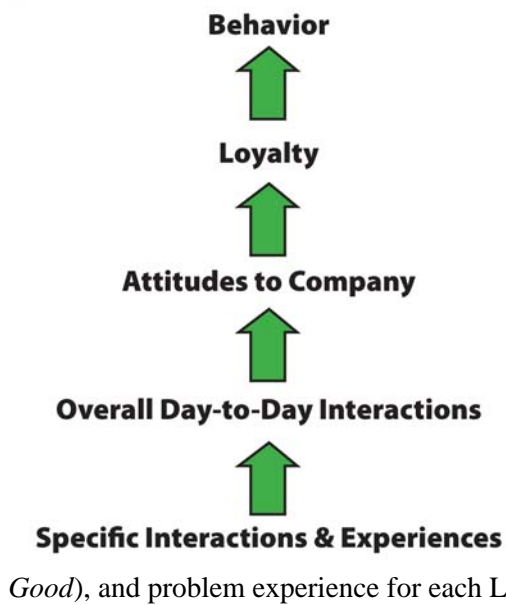 Behavior
Loyalty
Attitudes to Company
Overall Day-to-Day Interactions
Specific Interactions & Experiences
Good), and problem experience for each L